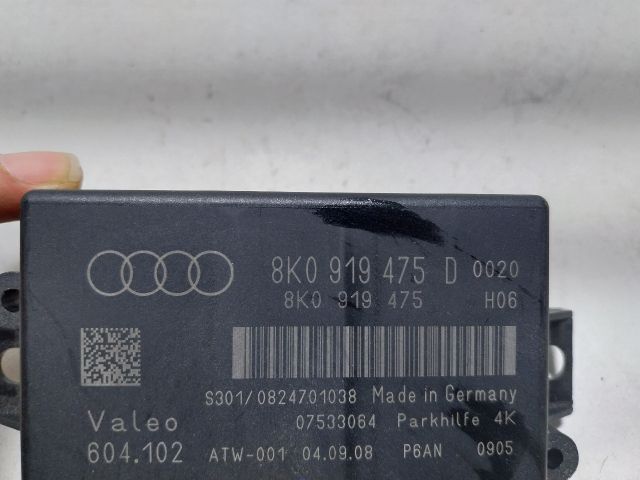 8K0 919 475 D 0020
8K0 919 475 H06
S301/0824701038 Made in Germany
Valeo 07533064 Parkhilfe 4K
604.102 ATW-001 04.09.08 P6AN 0905